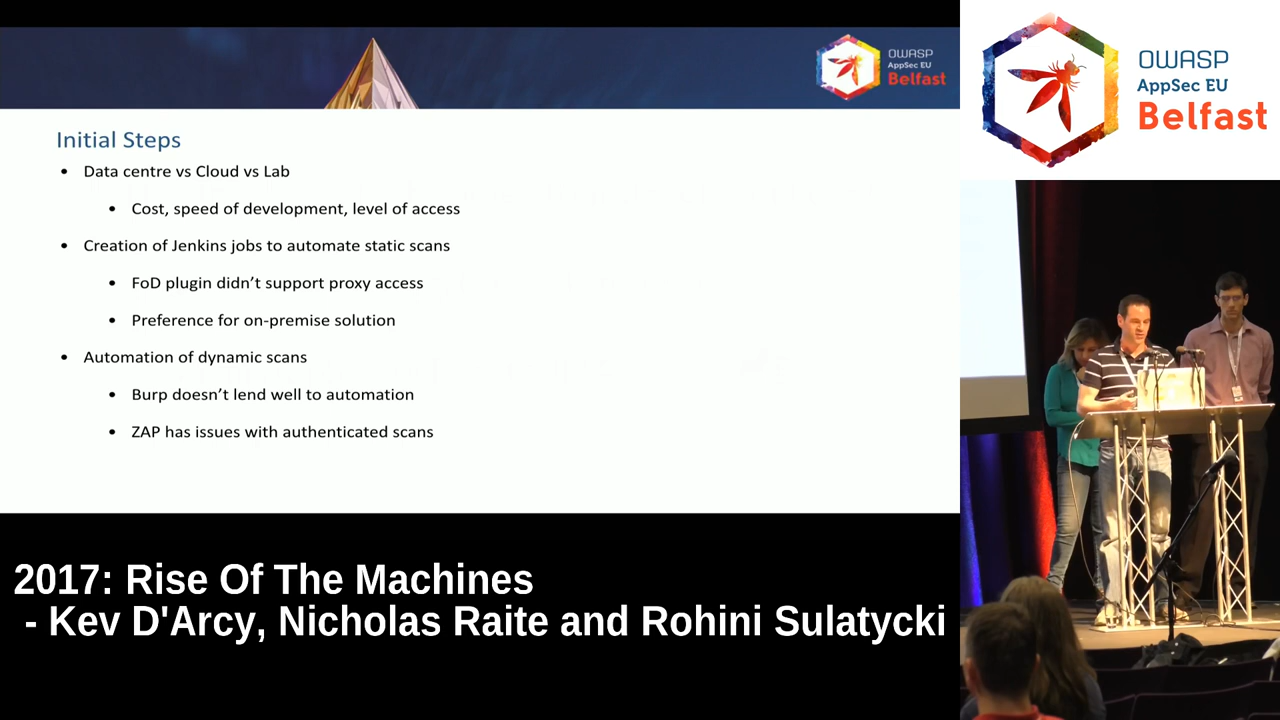 OWASP
AppSec EU
Belfast
OWASP
AppSec EU
Belfast
Initial Steps
• Data centre vs Cloud vs Lab
• Cost, speed of development, level of access
• Creation of Jenkins jobs to automate static scans
• FoD plugin didn’t support proxy access
• Preference for on-premise solution
• Automation of dynamic scans
• Burp doesn’t lend well to automation
• ZAP has issues with authenticated scans
2017: Rise Of The Machines
- Kev D'Arcy, Nicholas Raite and Rohini Sulatycki